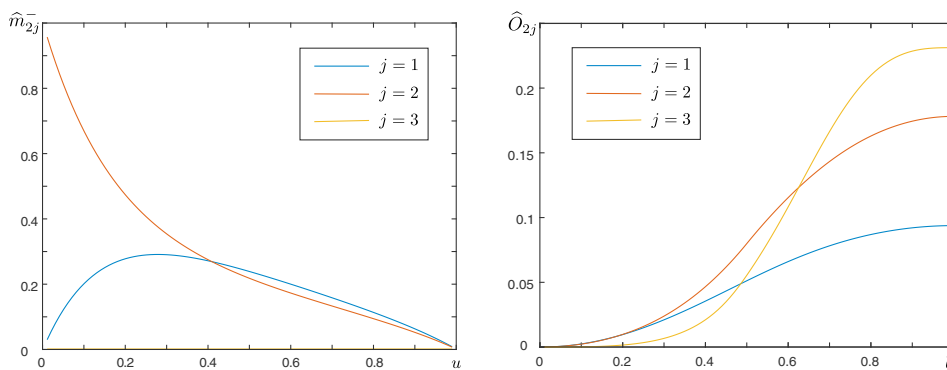 m̂⁻₂ⱼ
0.8
0.6
0.4
0.2
0
0 0.2 0.4 0.6 0.8 u
j = 1
j = 2
j = 3
Ô₂ⱼ
0.2
0.15
0.1
0.05
0
0 0.2 0.4 0.6 0.8
j = 1
j = 2
j = 3